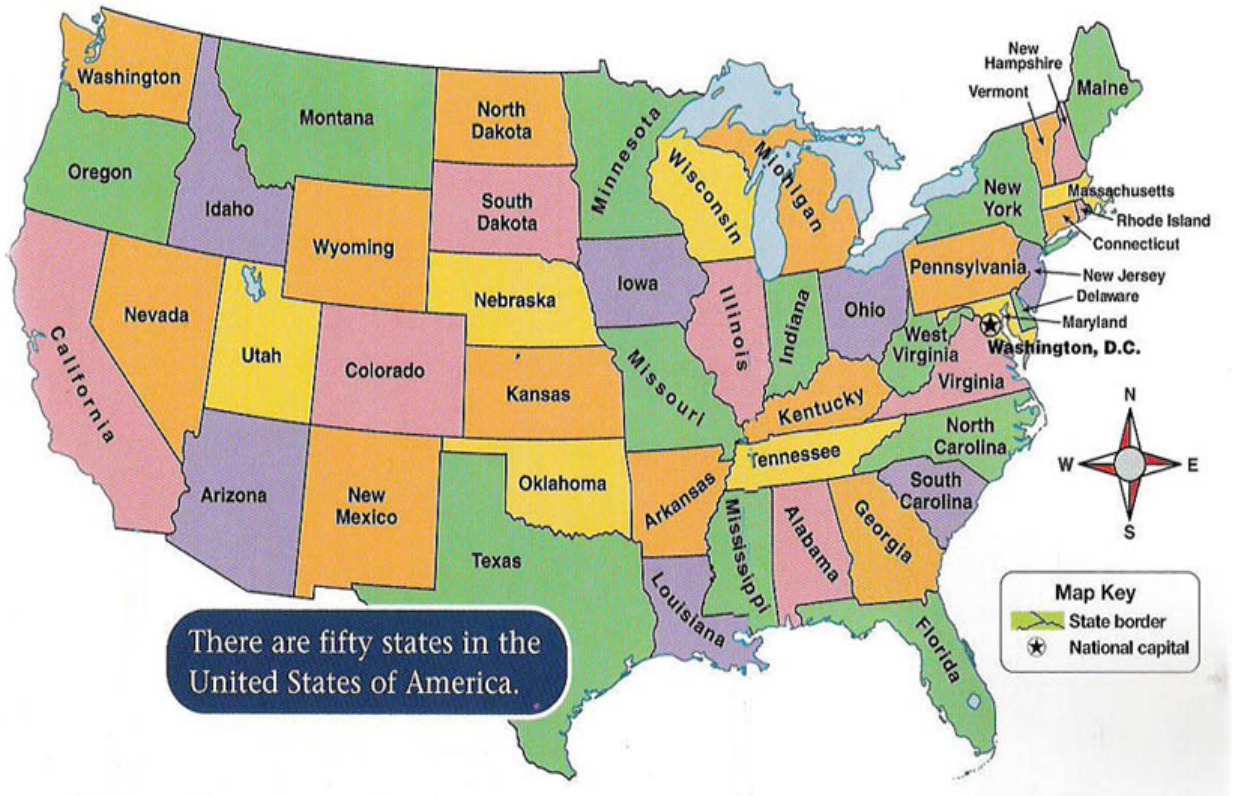 Washington
Montana
North
Dakota
Minnesota
New
Hampshire
Vermont
Maine
Oregon
Idaho
South
Dakota
Wisconsin
Michigan
New
York
Massachusetts
Rhode Island
Connecticut
Wyoming
Iowa
Pennsylvania
New Jersey
Delaware
Maryland
Washington, D.C.
Nevada
Nebraska
Illinois
Indiana
Ohio
West
Virginia
Virginia
California
Utah
Colorado
Kansas
Missouri
Kentucky
North
Carolina
Arizona
New
Mexico
Oklahoma
Arkansas
Tennessee
South
Carolina
Texas
Louisiana
Mississippi
Alabama
Georgia
Florida
N
W E
S
Map Key
State border
National capital
There are fifty states in the
United States of America.